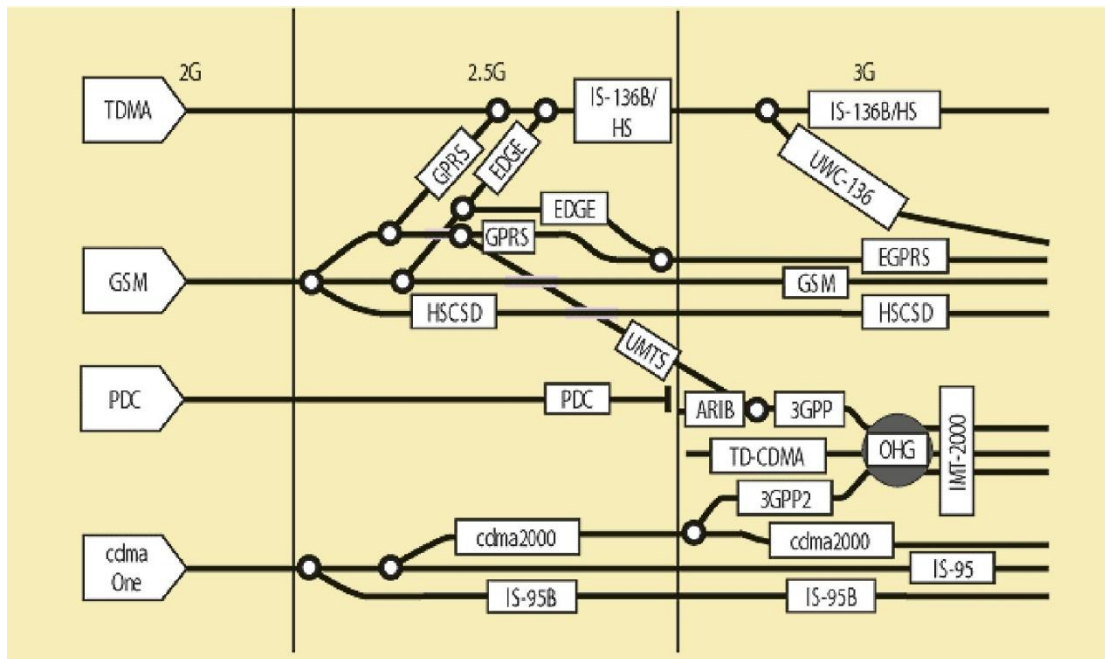 2G
2.5G
3G
TDMA
IS-136B/
HS
IS-136B/HS
GPRS
EDGE
UWC-136
EDGE
GPRS
EGPRS
GSM
GSM
HSCSD
HSCSD
UMTS
PDC
PDC
ARIB
3GPP
OHG
IMT-2000
TD-CDMA
3GPP2
cdma2000
cdma2000
cdma
One
IS-95
IS-95B
IS-95B